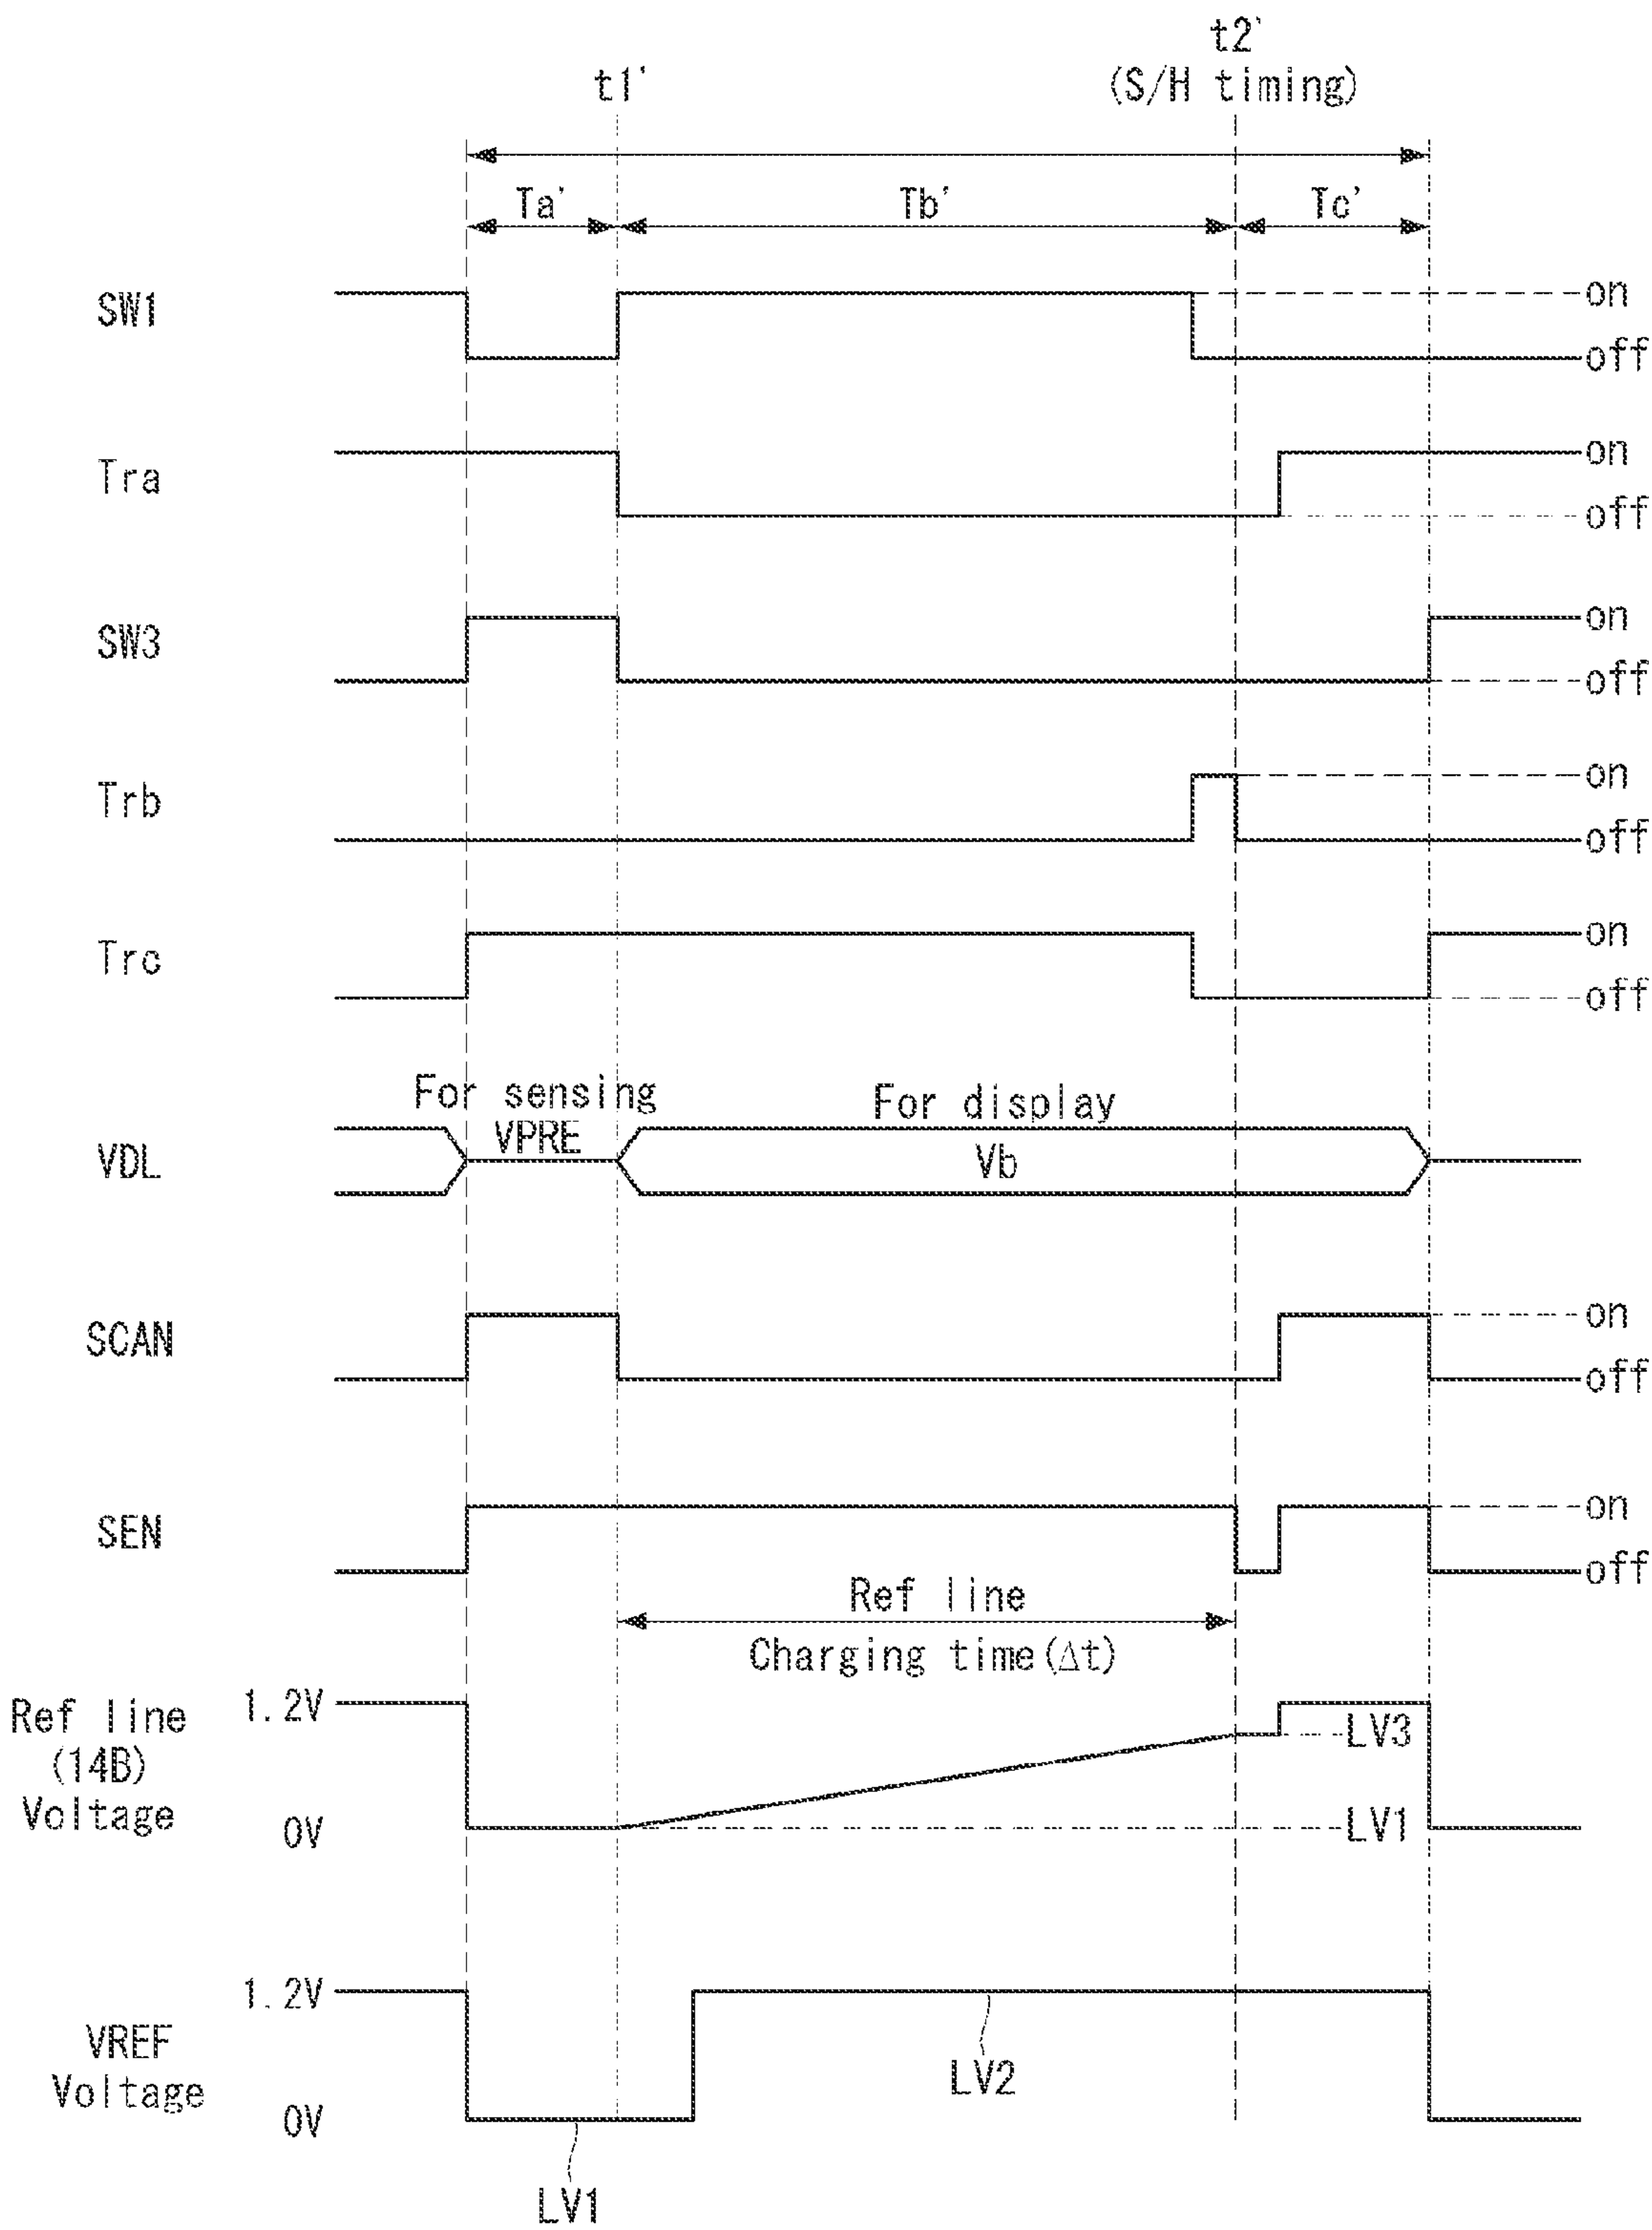 t1'
t2'
(S/H timing)
Ta'
Tb'
Tc'
SW1
on
off
Tra
on
off
SW3
on
off
Trb
on
off
Trc
on
off
For sensing
VPRE
For display
VDL
Vb
SCAN
on
off
SEN
on
off
Ref line
Charging time(Δt)
Ref line
(14B)
Voltage
1.2V
0V
LV3
LV1
VREF
Voltage
1.2V
0V
LV2
LV1